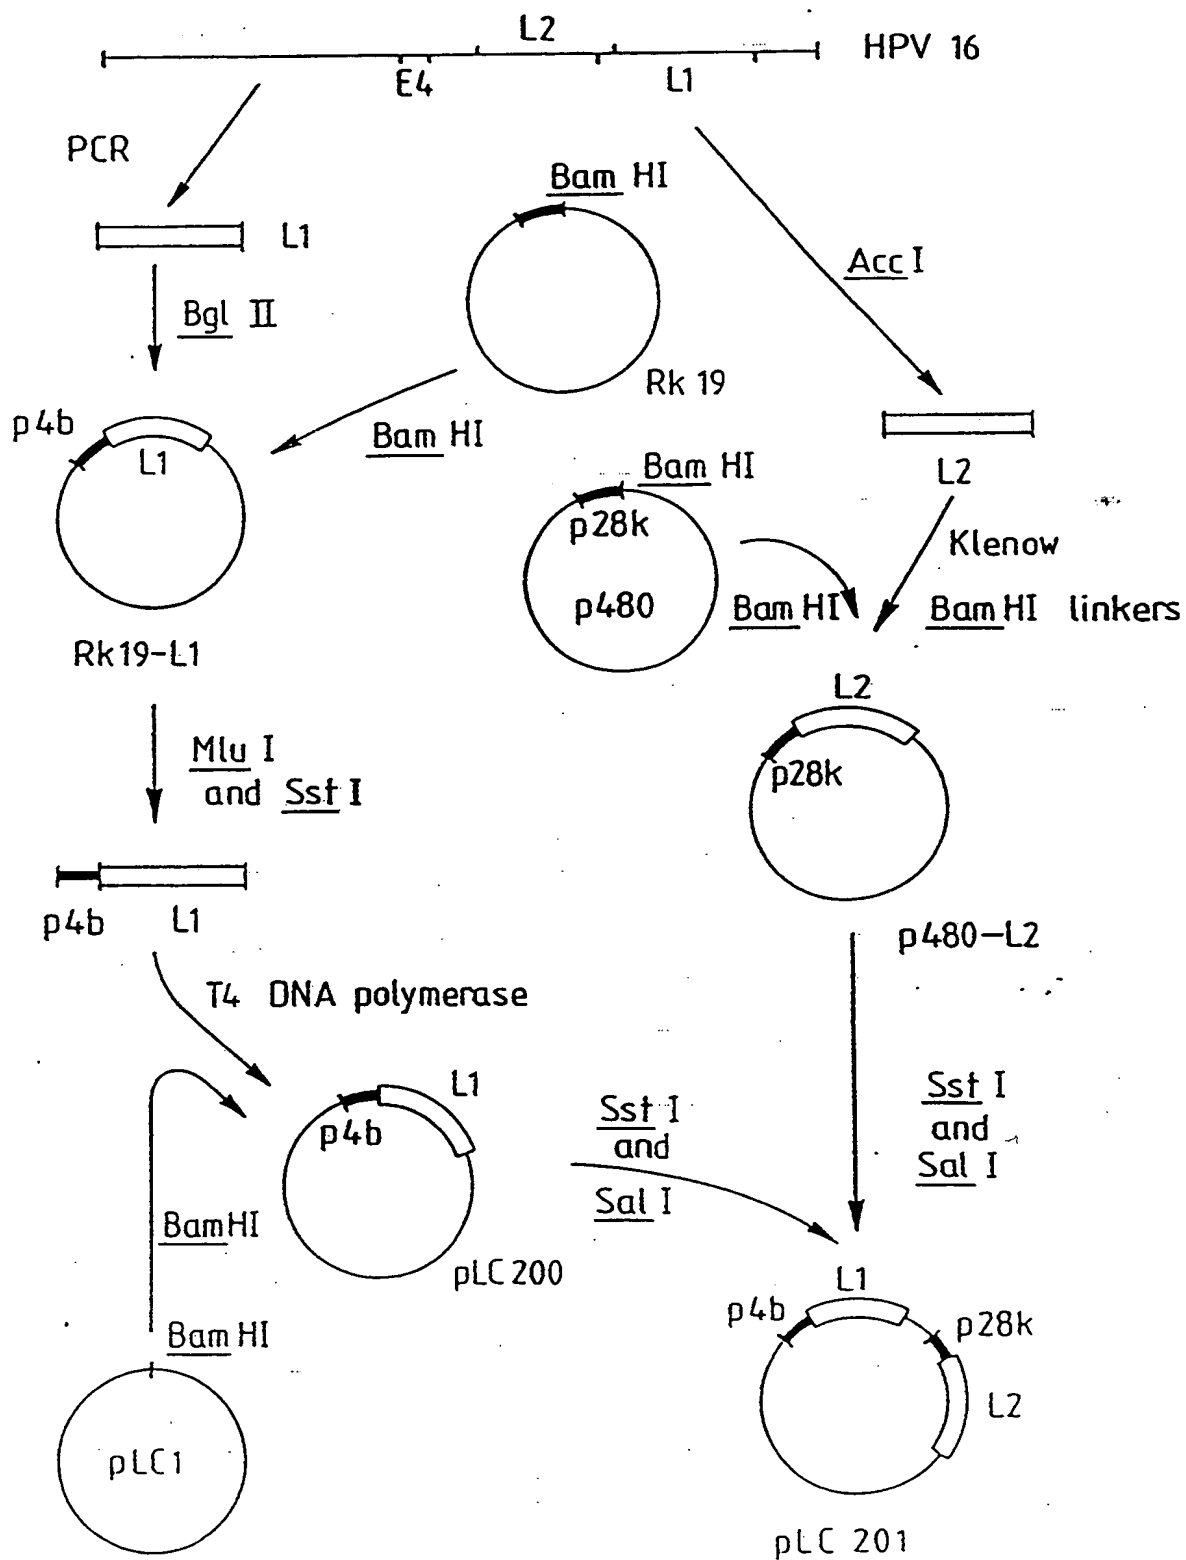 L2
HPV 16
E4
L1
PCR
Bam HI
L1
Acc I
Bgl II
Rk 19
p4b
L1
Bam HI
Bam HI
L2
p28k
Klenow
p480
Bam HI
Bam HI linkers
Rk19-L1
L2
Mlu I
and Sst I
p28k
p4b
L1
p480-L2
T4 DNA polymerase
L1
p4b
Sst I
and
Sal I
Sst I
and
Sal I
BamHI
pLC 200
L1
p4b
p28k
Bam HI
L2
pLC1
pLC 201